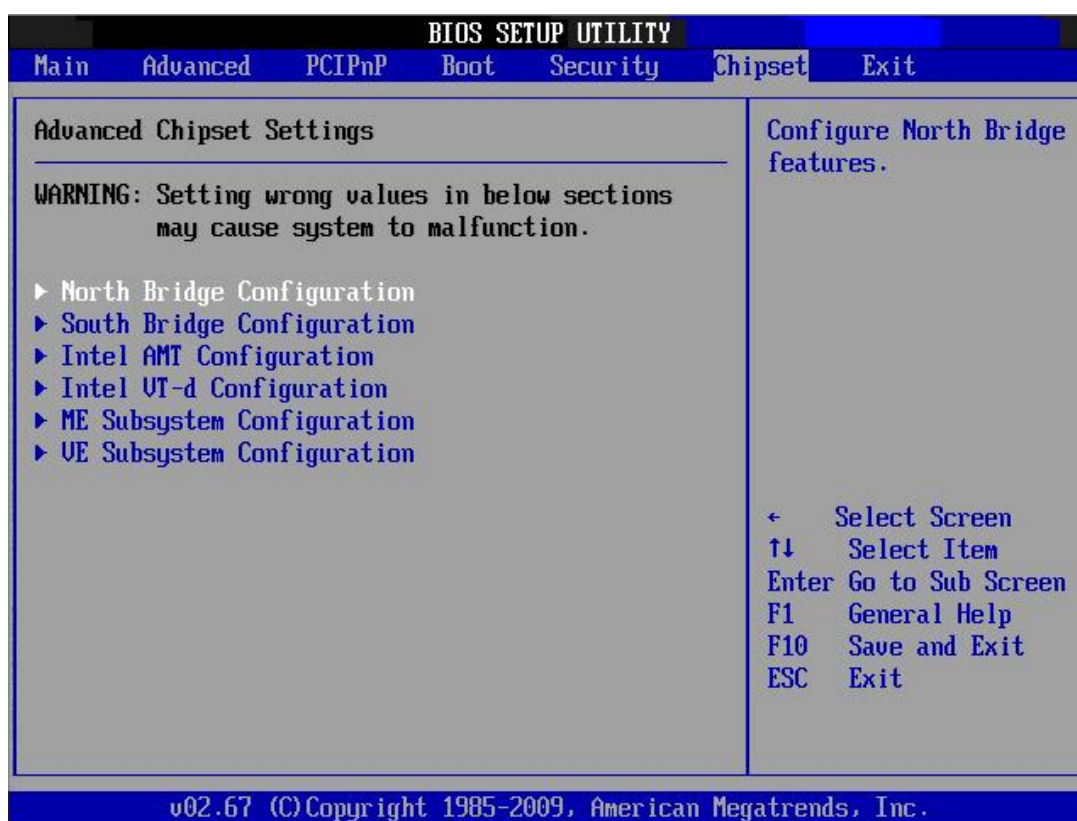 BIOS SETUP UTILITY
Main Advanced PCIPnP Boot Security Chipset Exit
Advanced Chipset Settings
WARNING: Setting wrong values in below sections
may cause system to malfunction.
North Bridge Configuration
South Bridge Configuration
Intel AMT Configuration
Intel VT-d Configuration
ME Subsystem Configuration
VE Subsystem Configuration
Configure North Bridge
features.
← Select Screen
↑↓ Select Item
Enter Go to Sub Screen
F1 General Help
F10 Save and Exit
ESC Exit
v02.67 (C)Copyright 1985-2009, American Megatrends, Inc.